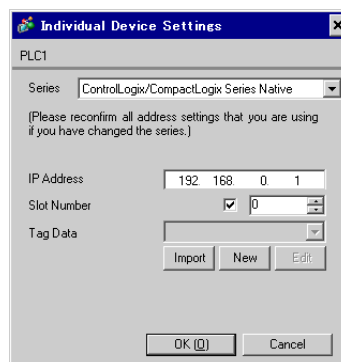 Individual Device Settings
PLC1
Series ControlLogix/CompactLogix Series Native
(Please reconfirm all address settings that you are using
if you have changed the series.)
IP Address 192. 168. 0. 1
Slot Number 0
Tag Data
Import New Edit
OK (O) Cancel